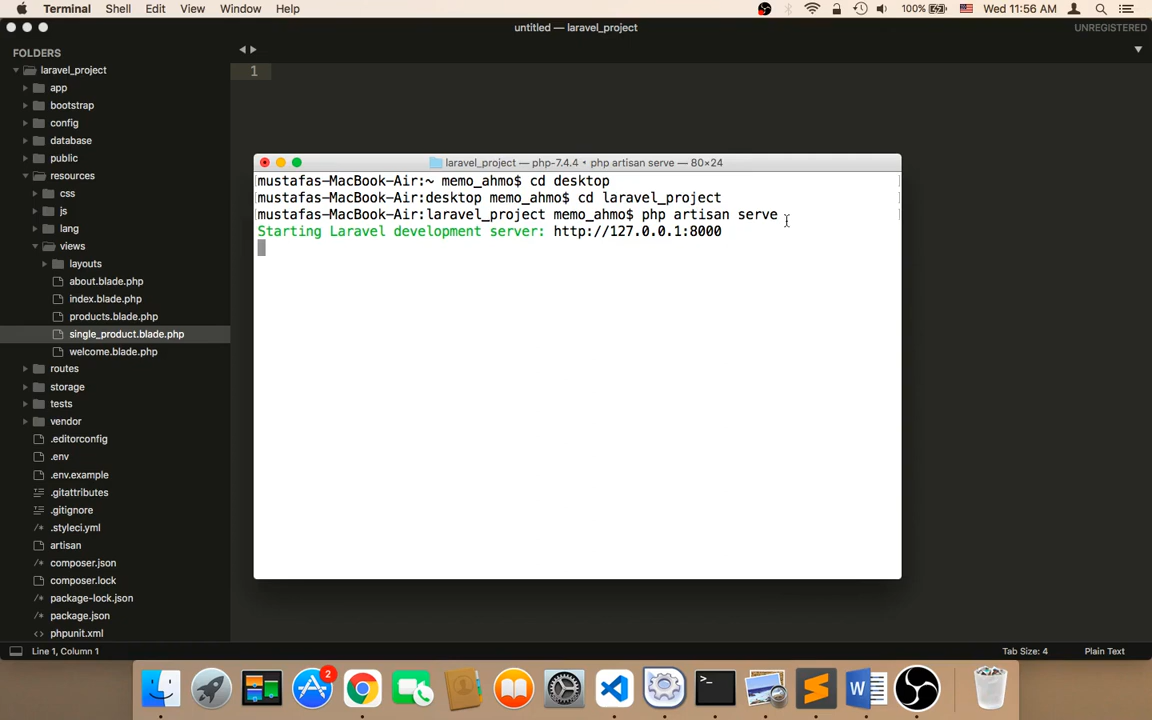 Terminal Shell Edit View Window Help 100% Wed 11:56 AM
untitled — laravel_project UNREGISTERED
FOLDERS
laravel_project
app
bootstrap
config
database
public
resources
css
js
lang
views
layouts
about.blade.php
index.blade.php
products.blade.php
single_product.blade.php
welcome.blade.php
routes
storage
tests
vendor
.editorconfig
.env
.env.example
.gitattributes
.gitignore
.styleci.yml
artisan
composer.json
composer.lock
package-lock.json
package.json
phpunit.xml
1
laravel_project — php-7.4.4 • php artisan serve — 80×24
mustafas-MacBook-Air:~ memo_ahmo$ cd desktop
mustafas-MacBook-Air:desktop memo_ahmo$ cd laravel_project
mustafas-MacBook-Air:laravel_project memo_ahmo$ php artisan serve
Starting Laravel development server: http://127.0.0.1:8000
Line 1, Column 1 Tab Size: 4 Plain Text
2